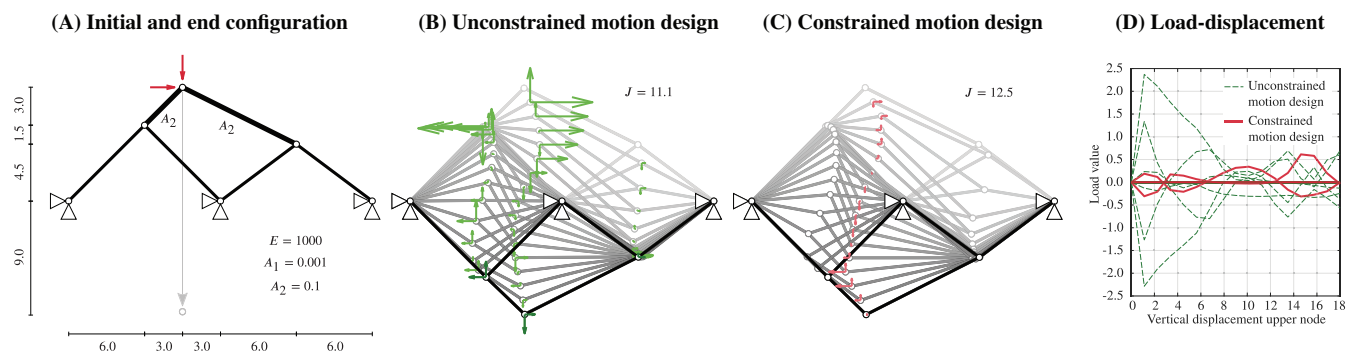 (A) Initial and end configuration
3.0
1.5
4.5
9.0
A2
A2
E = 1000
A1 = 0.001
A2 = 0.1
6.0 3.0 3.0 6.0 6.0
(B) Unconstrained motion design
J = 11.1
(C) Constrained motion design
J = 12.5
(D) Load-displacement
Load value
2.5
2.0
1.5
1.0
0.5
0.0
-0.5
-1.0
-1.5
-2.0
-2.5
Unconstrained
motion design
Constrained
motion design
0 2 4 6 8 10 12 14 16 18
Vertical displacement upper node